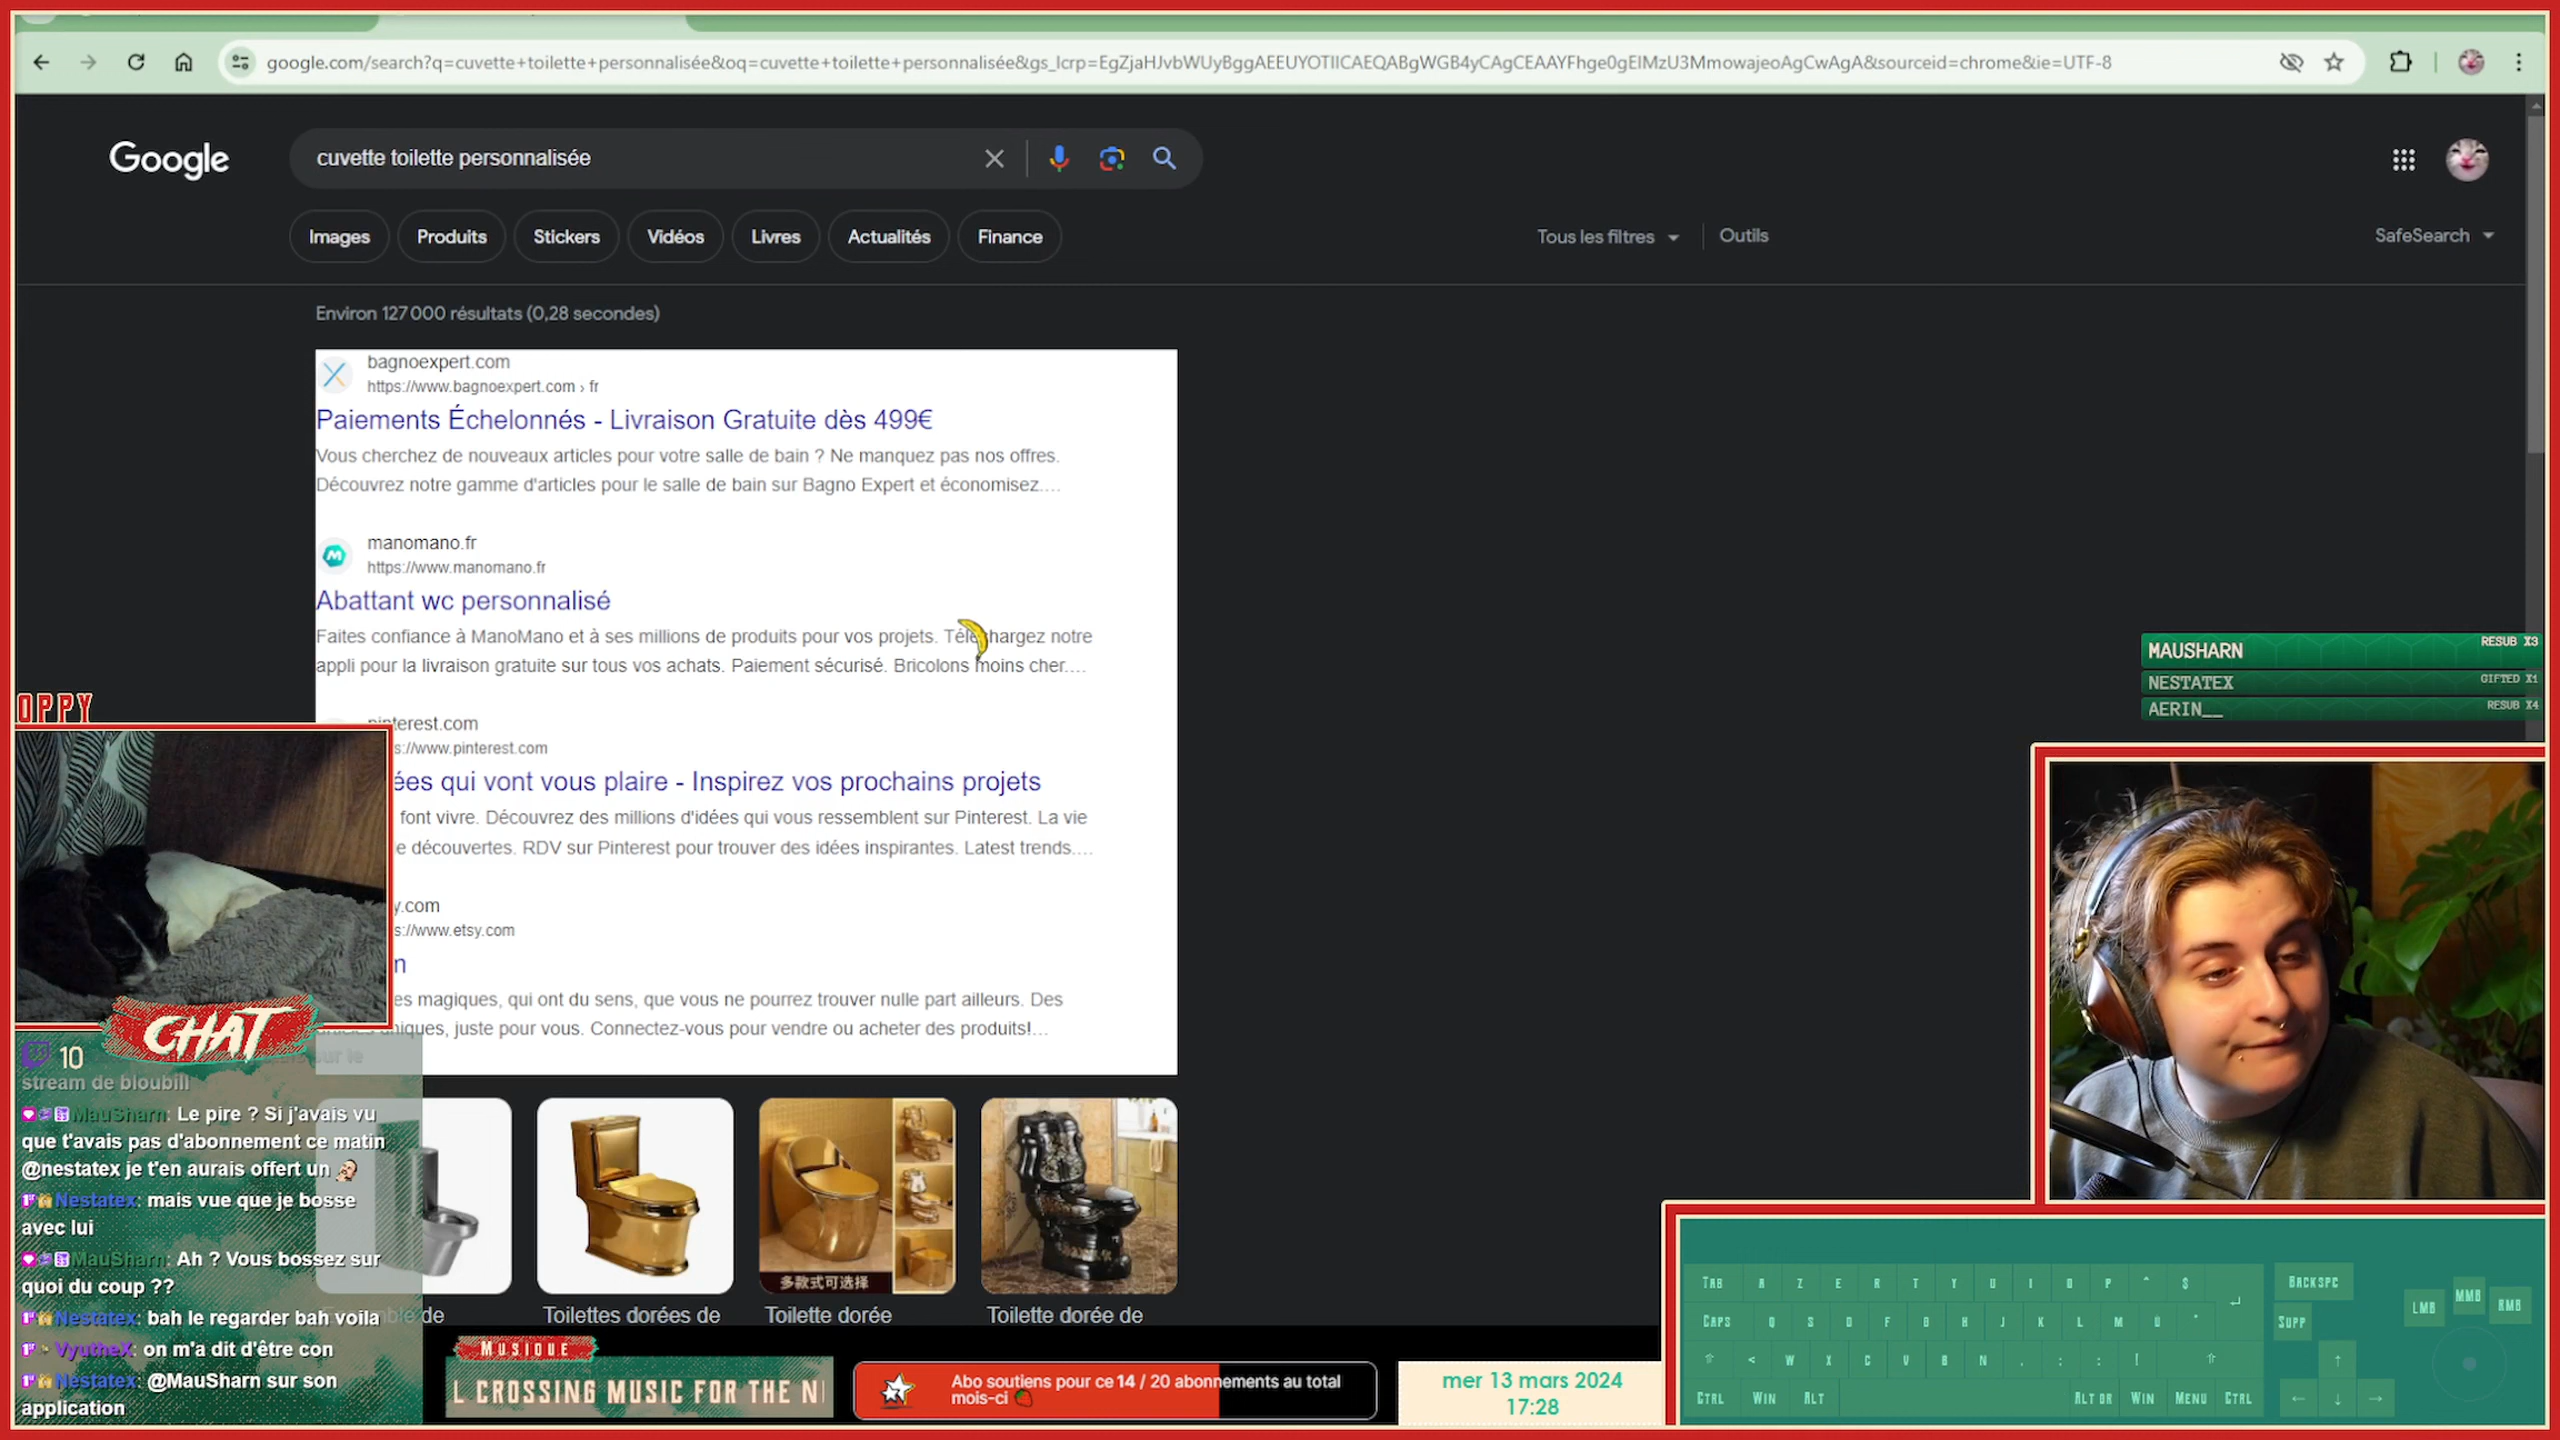 google.com/search?q=cuvette+toilette+personnalisée&oq=cuvette+toilette+personnalisée&gs_lcrp=EgZjaHJvbWUyBggAEEUYOTIICAEQABgWGB4yCAgCEAAYFhge0gEIMzU3MmowajeoAgCwAgA&sourceid=chrome&ie=UTF-8
Google
cuvette toilette personnalisée
Images
Produits
Stickers
Vidéos
Livres
Actualités
Finance
Tous les filtres
Outils
SafeSearch
Environ 127 000 résultats (0,28 secondes)
bagnoexpert.com
https://www.bagnoexpert.com › fr
Paiements Échelonnés - Livraison Gratuite dès 499€
Vous cherchez de nouveaux articles pour votre salle de bain ? Ne manquez pas nos offres.
Découvrez notre gamme d'articles pour le salle de bain sur Bagno Expert et économisez....
manomano.fr
https://www.manomano.fr
Abattant wc personnalisé
Faites confiance à ManoMano et à ses millions de produits pour vos projets. Téléchargez notre
appli pour la livraison gratuite sur tous vos achats. Paiement sécurisé. Bricolons moins cher....
pinterest.com
s://www.pinterest.com
ées qui vont vous plaire - Inspirez vos prochains projets
font vivre. Découvrez des millions d'idées qui vous ressemblent sur Pinterest. La vie
e découvertes. RDV sur Pinterest pour trouver des idées inspirantes. Latest trends....
y.com
s://www.etsy.com
n
es magiques, qui ont du sens, que vous ne pourrez trouver nulle part ailleurs. Des
uniques, juste pour vous. Connectez-vous pour vendre ou acheter des produits!...
多款式可选择
de
Toilettes dorées de
Toilette dorée
Toilette dorée de
OPPY
CHAT
10
sur le
stream de bloubill
MauSharn: Le pire ? Si j'avais vu
que t'avais pas d'abonnement ce matin
@nestatex je t'en aurais offert un
Nestatex: mais vue que je bosse
avec lui
MauSharn: Ah ? Vous bossez sur
quoi du coup ??
Nestatex: bah le regarder bah voila
VyutheX: on m'a dit d'être con
Nestatex: @MauSharn sur son
application
MUSIQUE
L CROSSING MUSIC FOR THE NI
Abo soutiens pour ce 14 / 20 abonnements au total
mois-ci
mer 13 mars 2024
17:28
MAUSHARN RESUB X3
NESTATEX GIFTED X1
AERIN__ RESUB X4
TAB A Z E R T Y U I O P ^ $
CAPS Q S D F G H J K L M Ù *
⇧ < W X C V B N , ; : ! ⇧
CTRL WIN ALT ALT GR WIN MENU CTRL
BACKSPC
SUPP
↑
← ↓ →
LMB MMB RMB